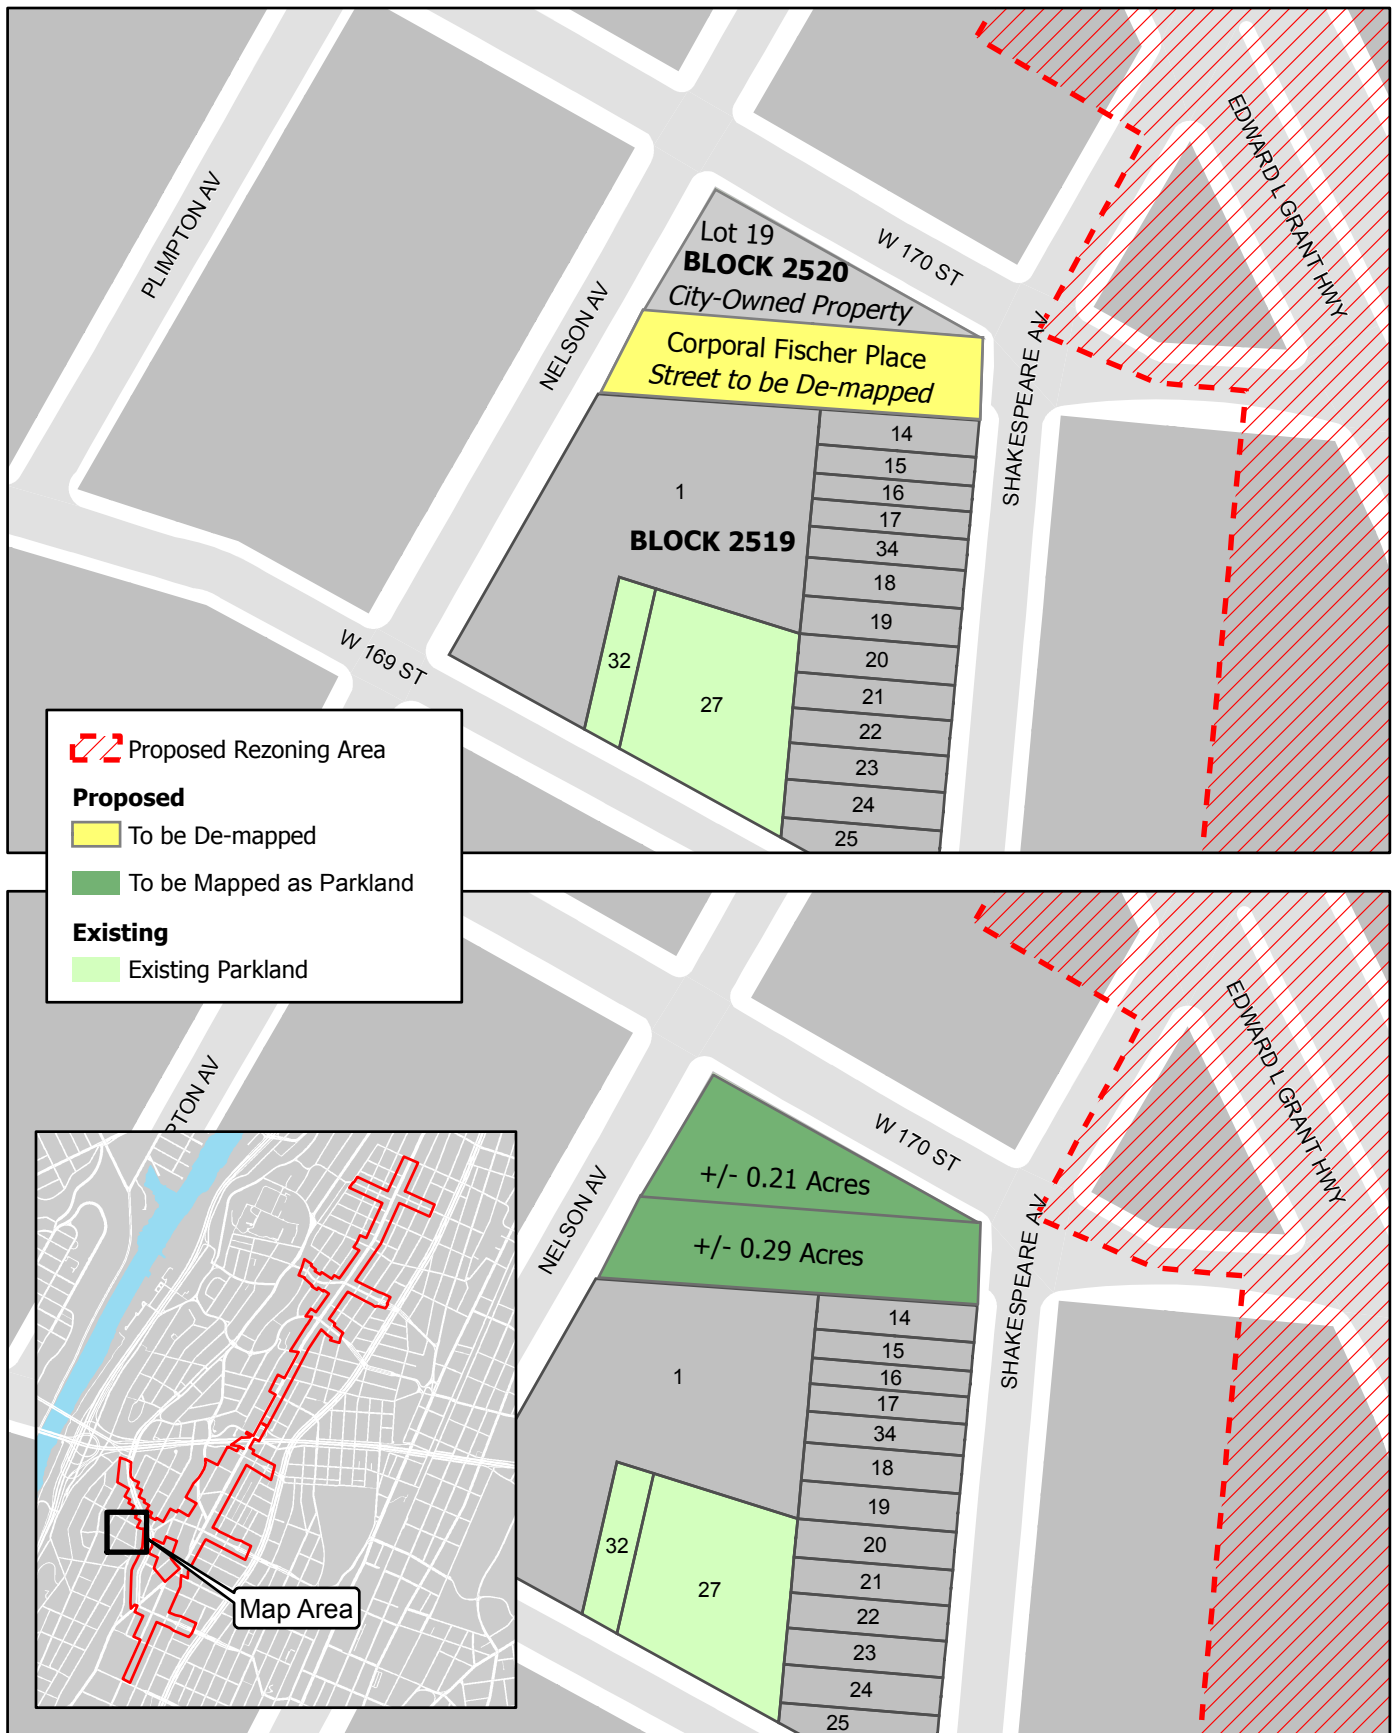 EDWARD L GRANT HWY
PLIMPTON AV
Lot 19
BLOCK 2520
City-Owned Property
W 170 ST
NELSON AV
Corporal Fischer Place
Street to be De-mapped
SHAKESPEARE AV
14
15
16
17
34
18
19
20
21
22
23
24
25
1
BLOCK 2519
32
27
W 169 ST
Proposed Rezoning Area
Proposed
To be De-mapped
To be Mapped as Parkland
Existing
Existing Parkland
EDWARD L GRANT HWY
PTON AV
W 170 ST
+/- 0.21 Acres
NELSON AV
+/- 0.29 Acres
SHAKESPEARE AV
14
15
16
17
34
18
19
20
21
22
23
24
25
1
32
27
Map Area